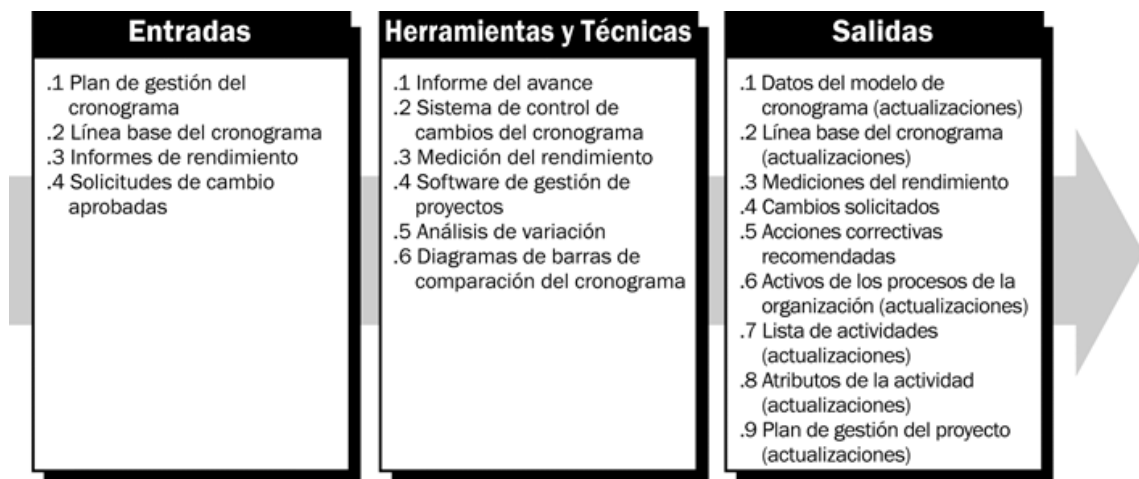 Entradas
.1 Plan de gestión del
cronograma
.2 Línea base del cronograma
.3 Informes de rendimiento
.4 Solicitudes de cambio
aprobadas
Herramientas y Técnicas
.1 Informe del avance
.2 Sistema de control de
cambios del cronograma
.3 Medición del rendimiento
.4 Software de gestión de
proyectos
.5 Análisis de variación
.6 Diagramas de barras de
comparación del cronograma
Salidas
.1 Datos del modelo de
cronograma (actualizaciones)
.2 Línea base del cronograma
(actualizaciones)
.3 Mediciones del rendimiento
.4 Cambios solicitados
.5 Acciones correctivas
recomendadas
.6 Activos de los procesos de la
organización (actualizaciones)
.7 Lista de actividades
(actualizaciones)
.8 Atributos de la actividad
(actualizaciones)
.9 Plan de gestión del proyecto
(actualizaciones)